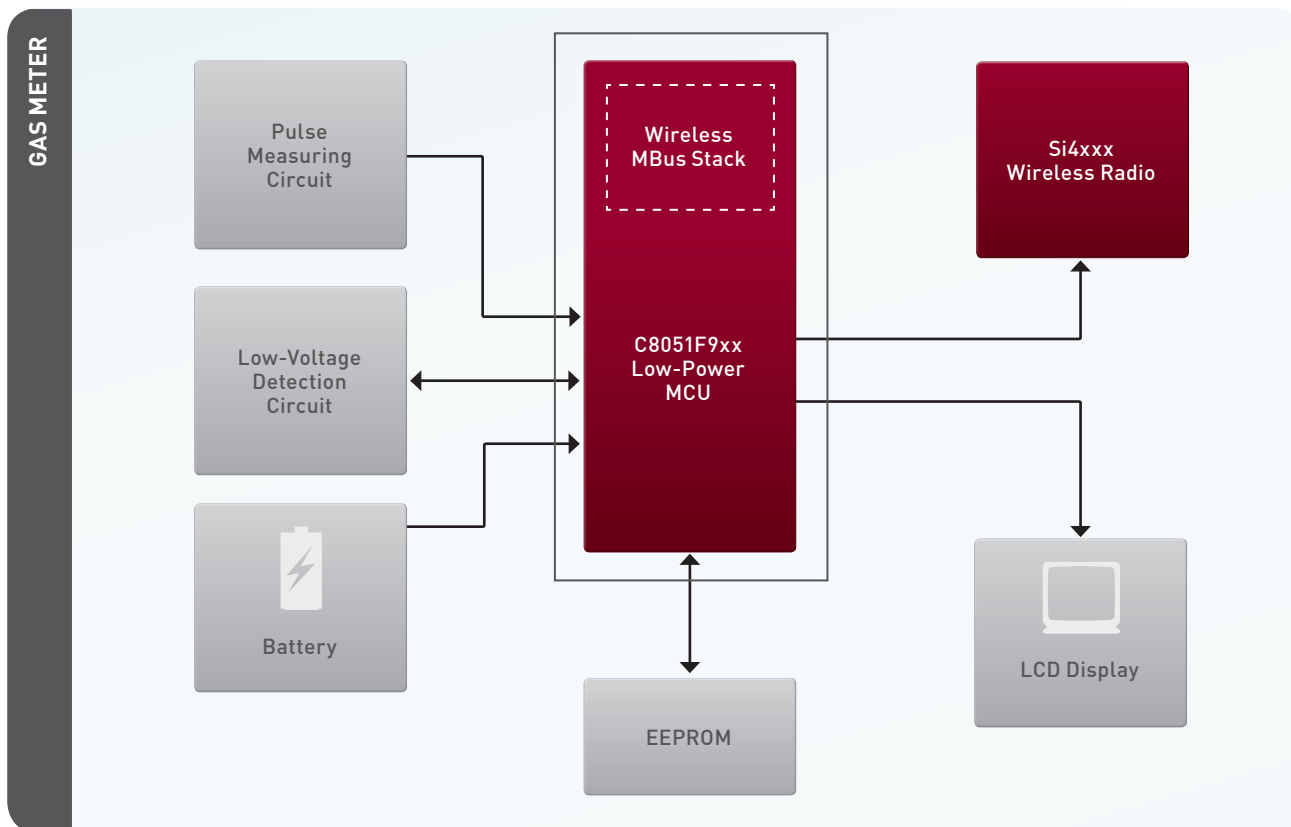 GAS METER
Pulse
Measuring
Circuit
Wireless
MBus Stack
Si4xxx
Wireless Radio
Low-Voltage
Detection
Circuit
C8051F9xx
Low-Power
MCU
Battery
LCD Display
EEPROM